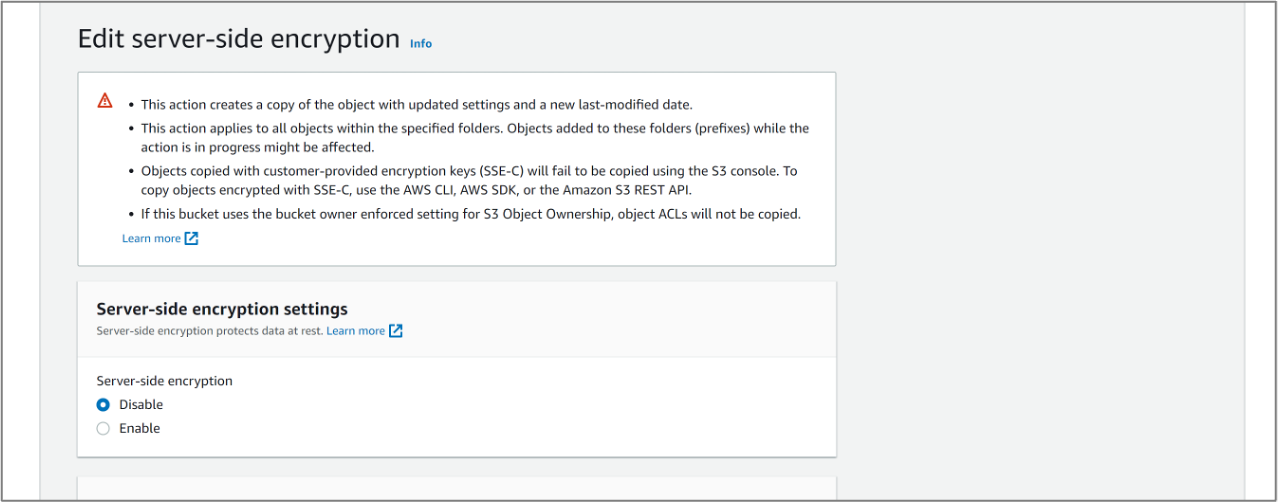 Edit server-side encryption Info
• This action creates a copy of the object with updated settings and a new last-modified date.
• This action applies to all objects within the specified folders. Objects added to these folders (prefixes) while the
action is in progress might be affected.
• Objects copied with customer-provided encryption keys (SSE-C) will fail to be copied using the S3 console. To
copy objects encrypted with SSE-C, use the AWS CLI, AWS SDK, or the Amazon S3 REST API.
• If this bucket uses the bucket owner enforced setting for S3 Object Ownership, object ACLs will not be copied.
Learn more
Server-side encryption settings
Server-side encryption protects data at rest. Learn more
Server-side encryption
Disable
Enable